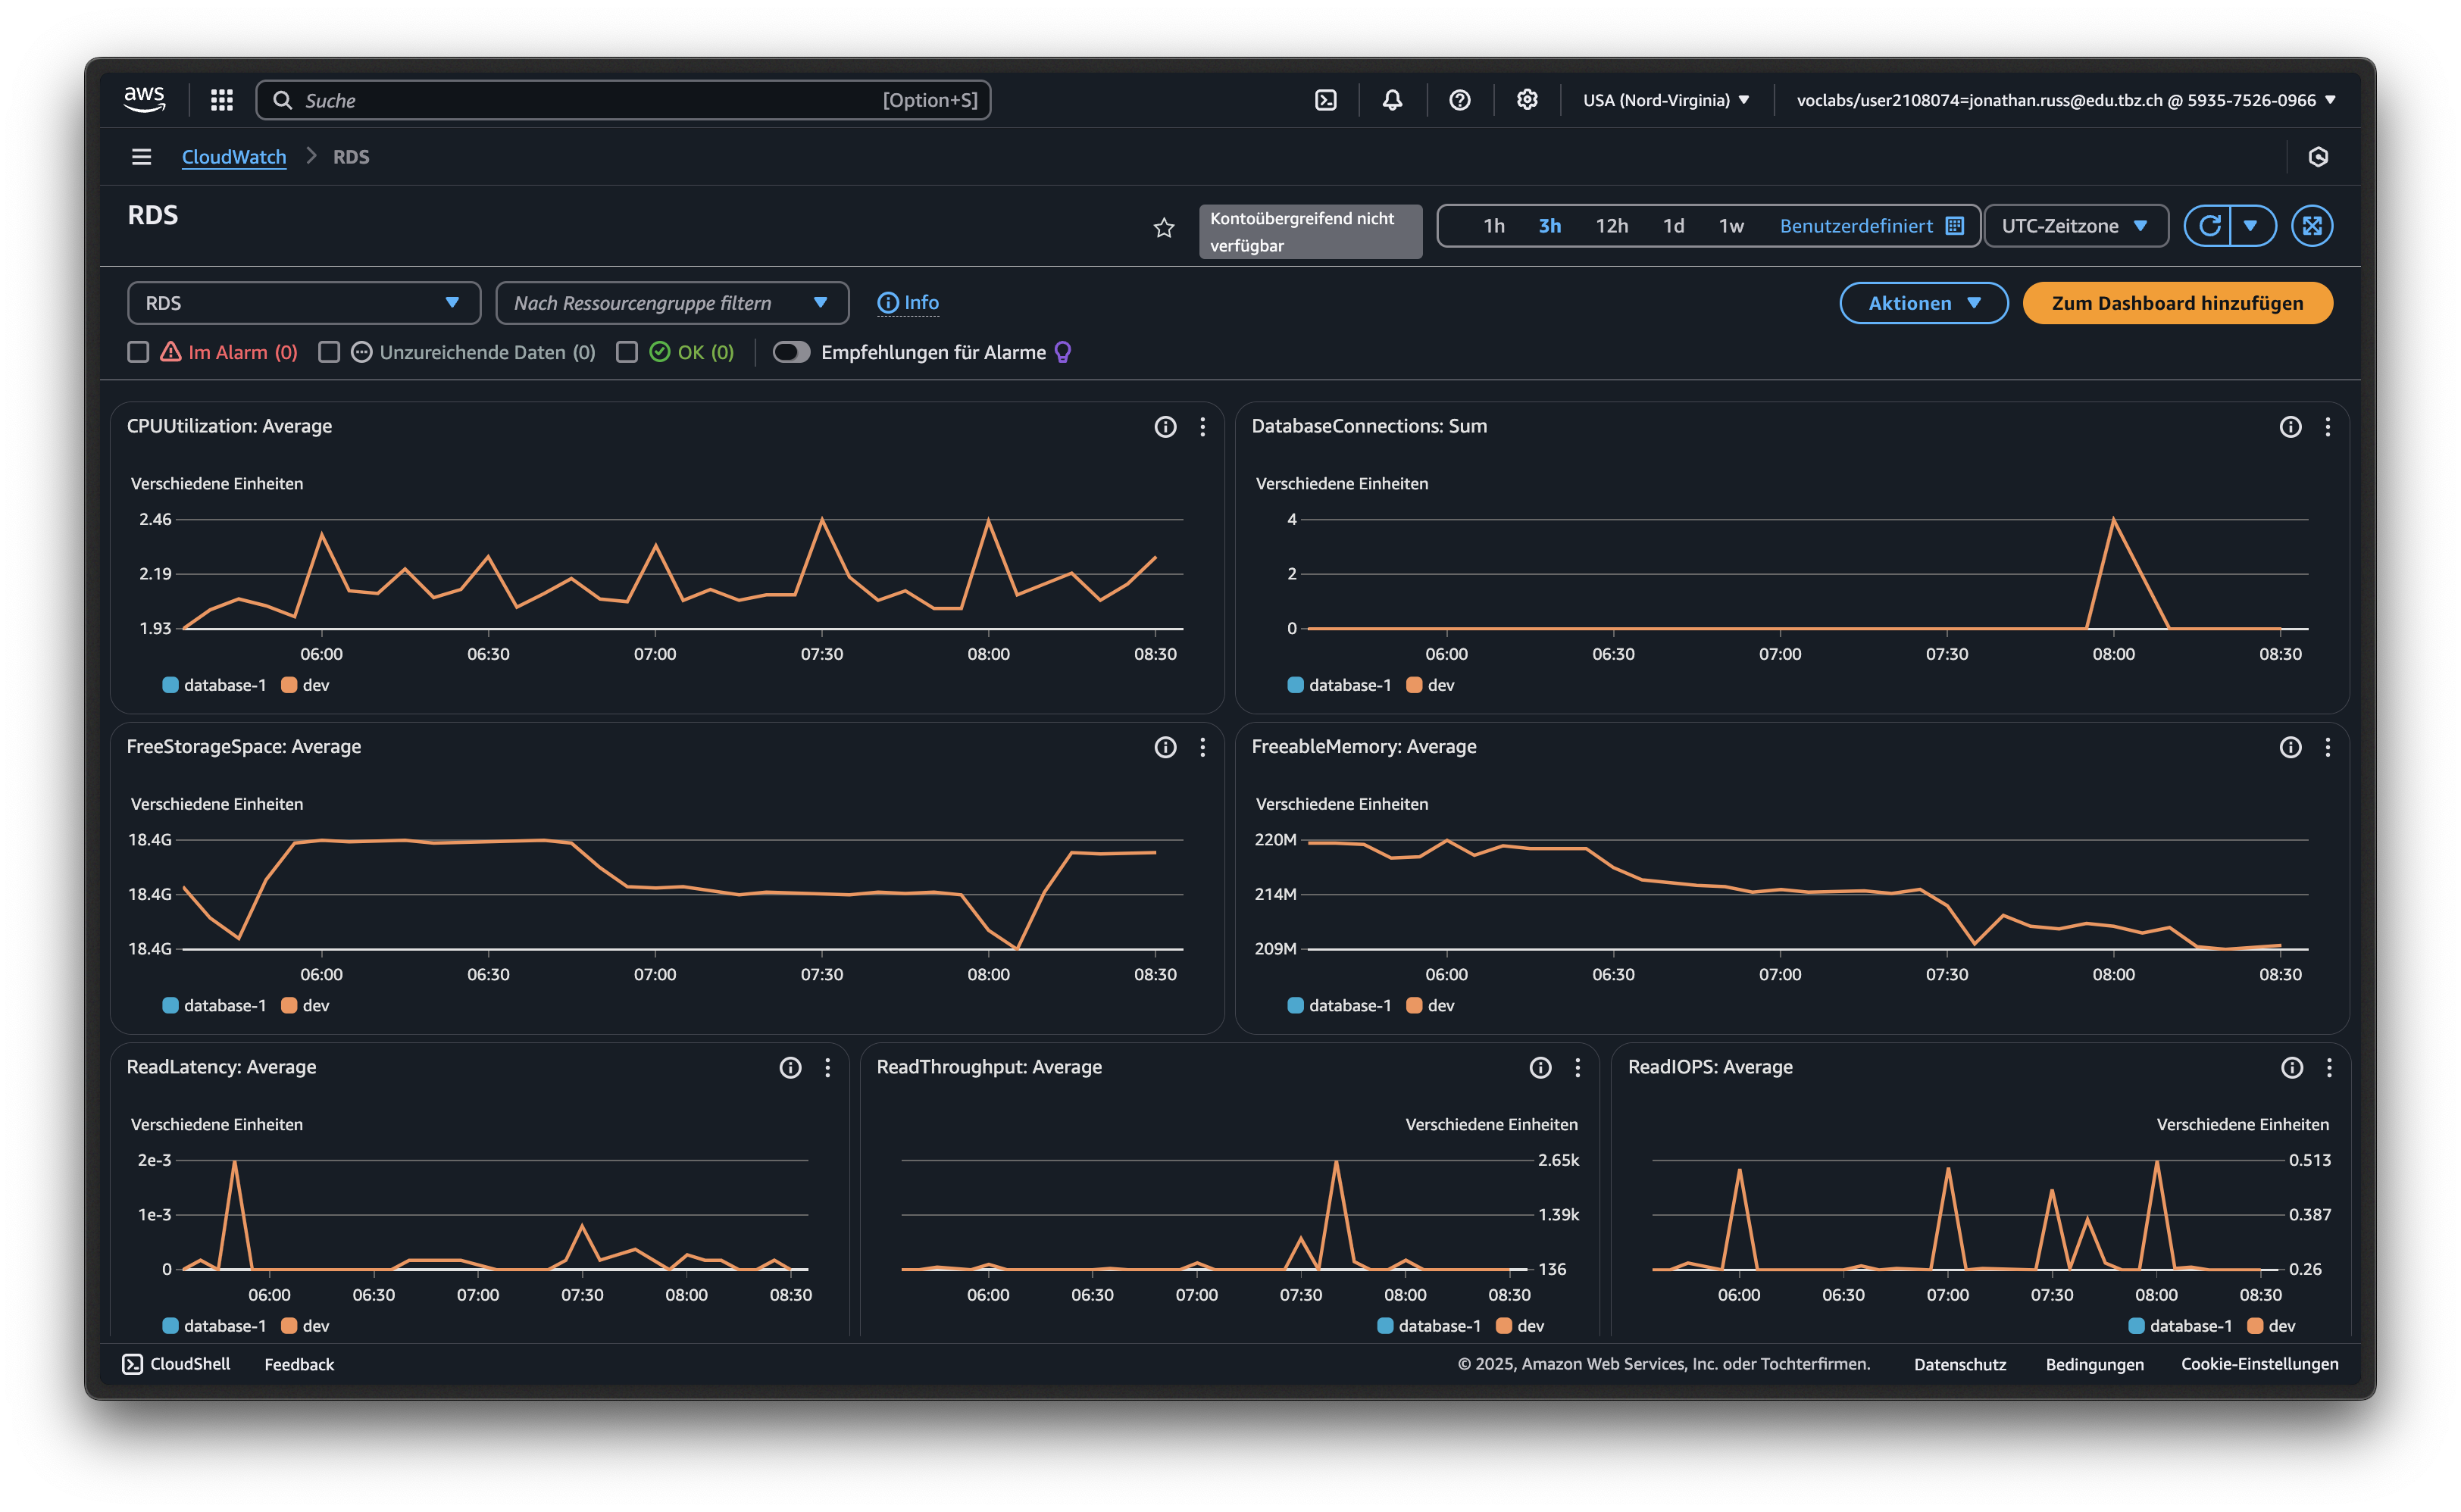 aws
Suche [Option+S]
USA (Nord-Virginia)
voclabs/user2108074=jonathan.russ@edu.tbz.ch @ 5935-7526-0966
CloudWatch RDS
RDS
Kontoübergreifend nicht
verfügbar
1h 3h 12h 1d 1w Benutzerdefiniert
UTC-Zeitzone
RDS
Nach Ressourcengruppe filtern
Info
Aktionen
Zum Dashboard hinzufügen
Im Alarm (0)
Unzureichende Daten (0)
OK (0)
Empfehlungen für Alarme
CPUUtilization: Average
Verschiedene Einheiten
2.46
2.19
1.93
06:00 06:30 07:00 07:30 08:00 08:30
database-1 dev
DatabaseConnections: Sum
Verschiedene Einheiten
4
2
0
06:00 06:30 07:00 07:30 08:00 08:30
database-1 dev
FreeStorageSpace: Average
Verschiedene Einheiten
18.4G
18.4G
18.4G
06:00 06:30 07:00 07:30 08:00 08:30
database-1 dev
FreeableMemory: Average
Verschiedene Einheiten
220M
214M
209M
06:00 06:30 07:00 07:30 08:00 08:30
database-1 dev
ReadLatency: Average
Verschiedene Einheiten
2e-3
1e-3
0
06:00 06:30 07:00 07:30 08:00 08:30
database-1 dev
ReadThroughput: Average
Verschiedene Einheiten
2.65k
1.39k
136
06:00 06:30 07:00 07:30 08:00 08:30
database-1 dev
ReadIOPS: Average
Verschiedene Einheiten
0.513
0.387
0.26
06:00 06:30 07:00 07:30 08:00 08:30
database-1 dev
CloudShell Feedback
© 2025, Amazon Web Services, Inc. oder Tochterfirmen. Datenschutz Bedingungen Cookie-Einstellungen